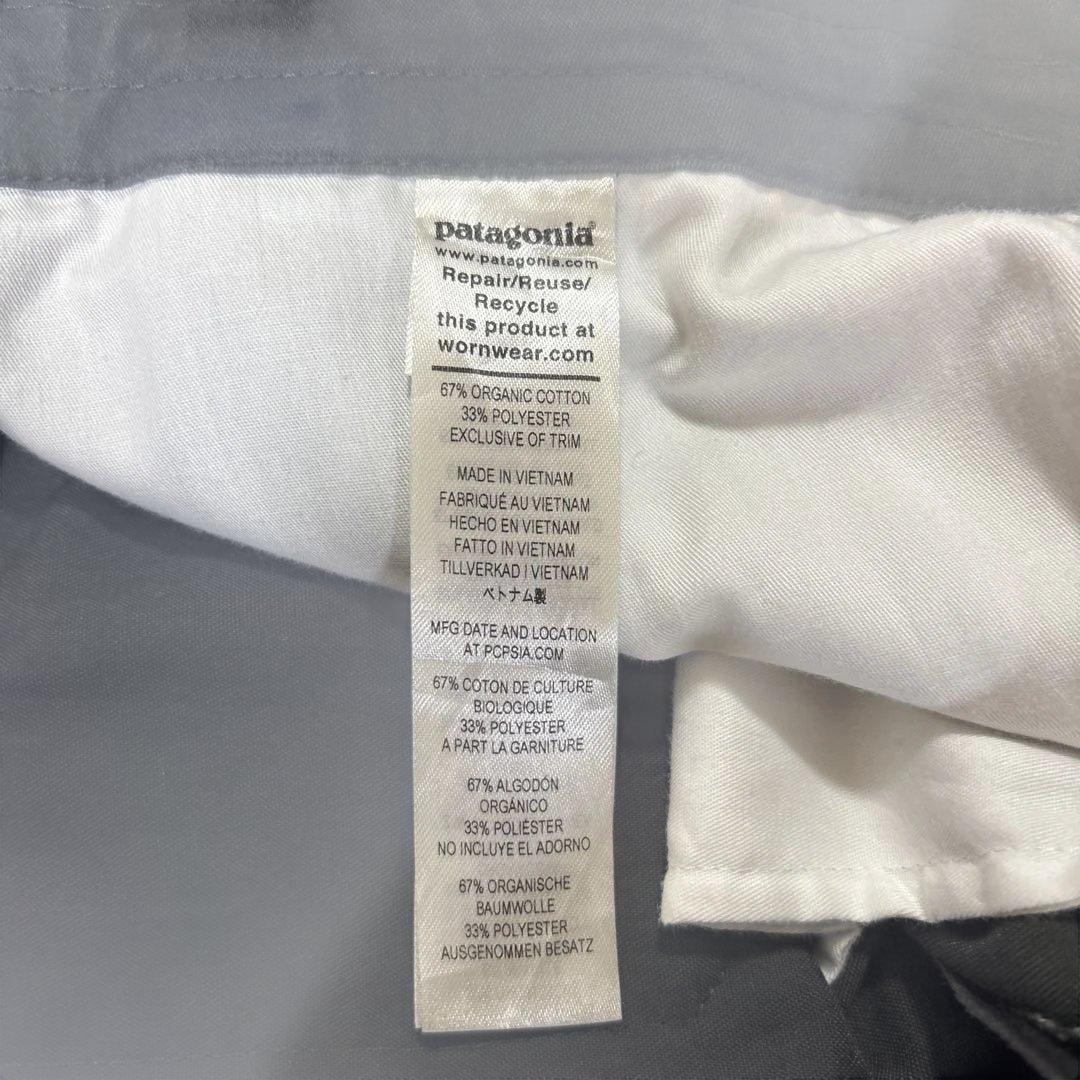 patagonia®
www.patagonia.com
Repair/Reuse/
Recycle
this product at
wornwear.com
67% ORGANIC COTTON
33% POLYESTER
EXCLUSIVE OF TRIM
MADE IN VIETNAM
FABRIQUÉ AU VIETNAM
HECHO EN VIETNAM
FATTO IN VIETNAM
TILLVERKAD I VIETNAM
ベトナム製
MFG DATE AND LOCATION
AT PCPSIA.COM
67% COTON DE CULTURE
BIOLOGIQUE
33% POLYESTER
A PART LA GARNITURE
67% ALGODÓN
ORGÁNICO
33% POLIÉSTER
NO INCLUYE EL ADORNO
67% ORGANISCHE
BAUMWOLLE
33% POLYESTER
AUSGENOMMEN BESATZ